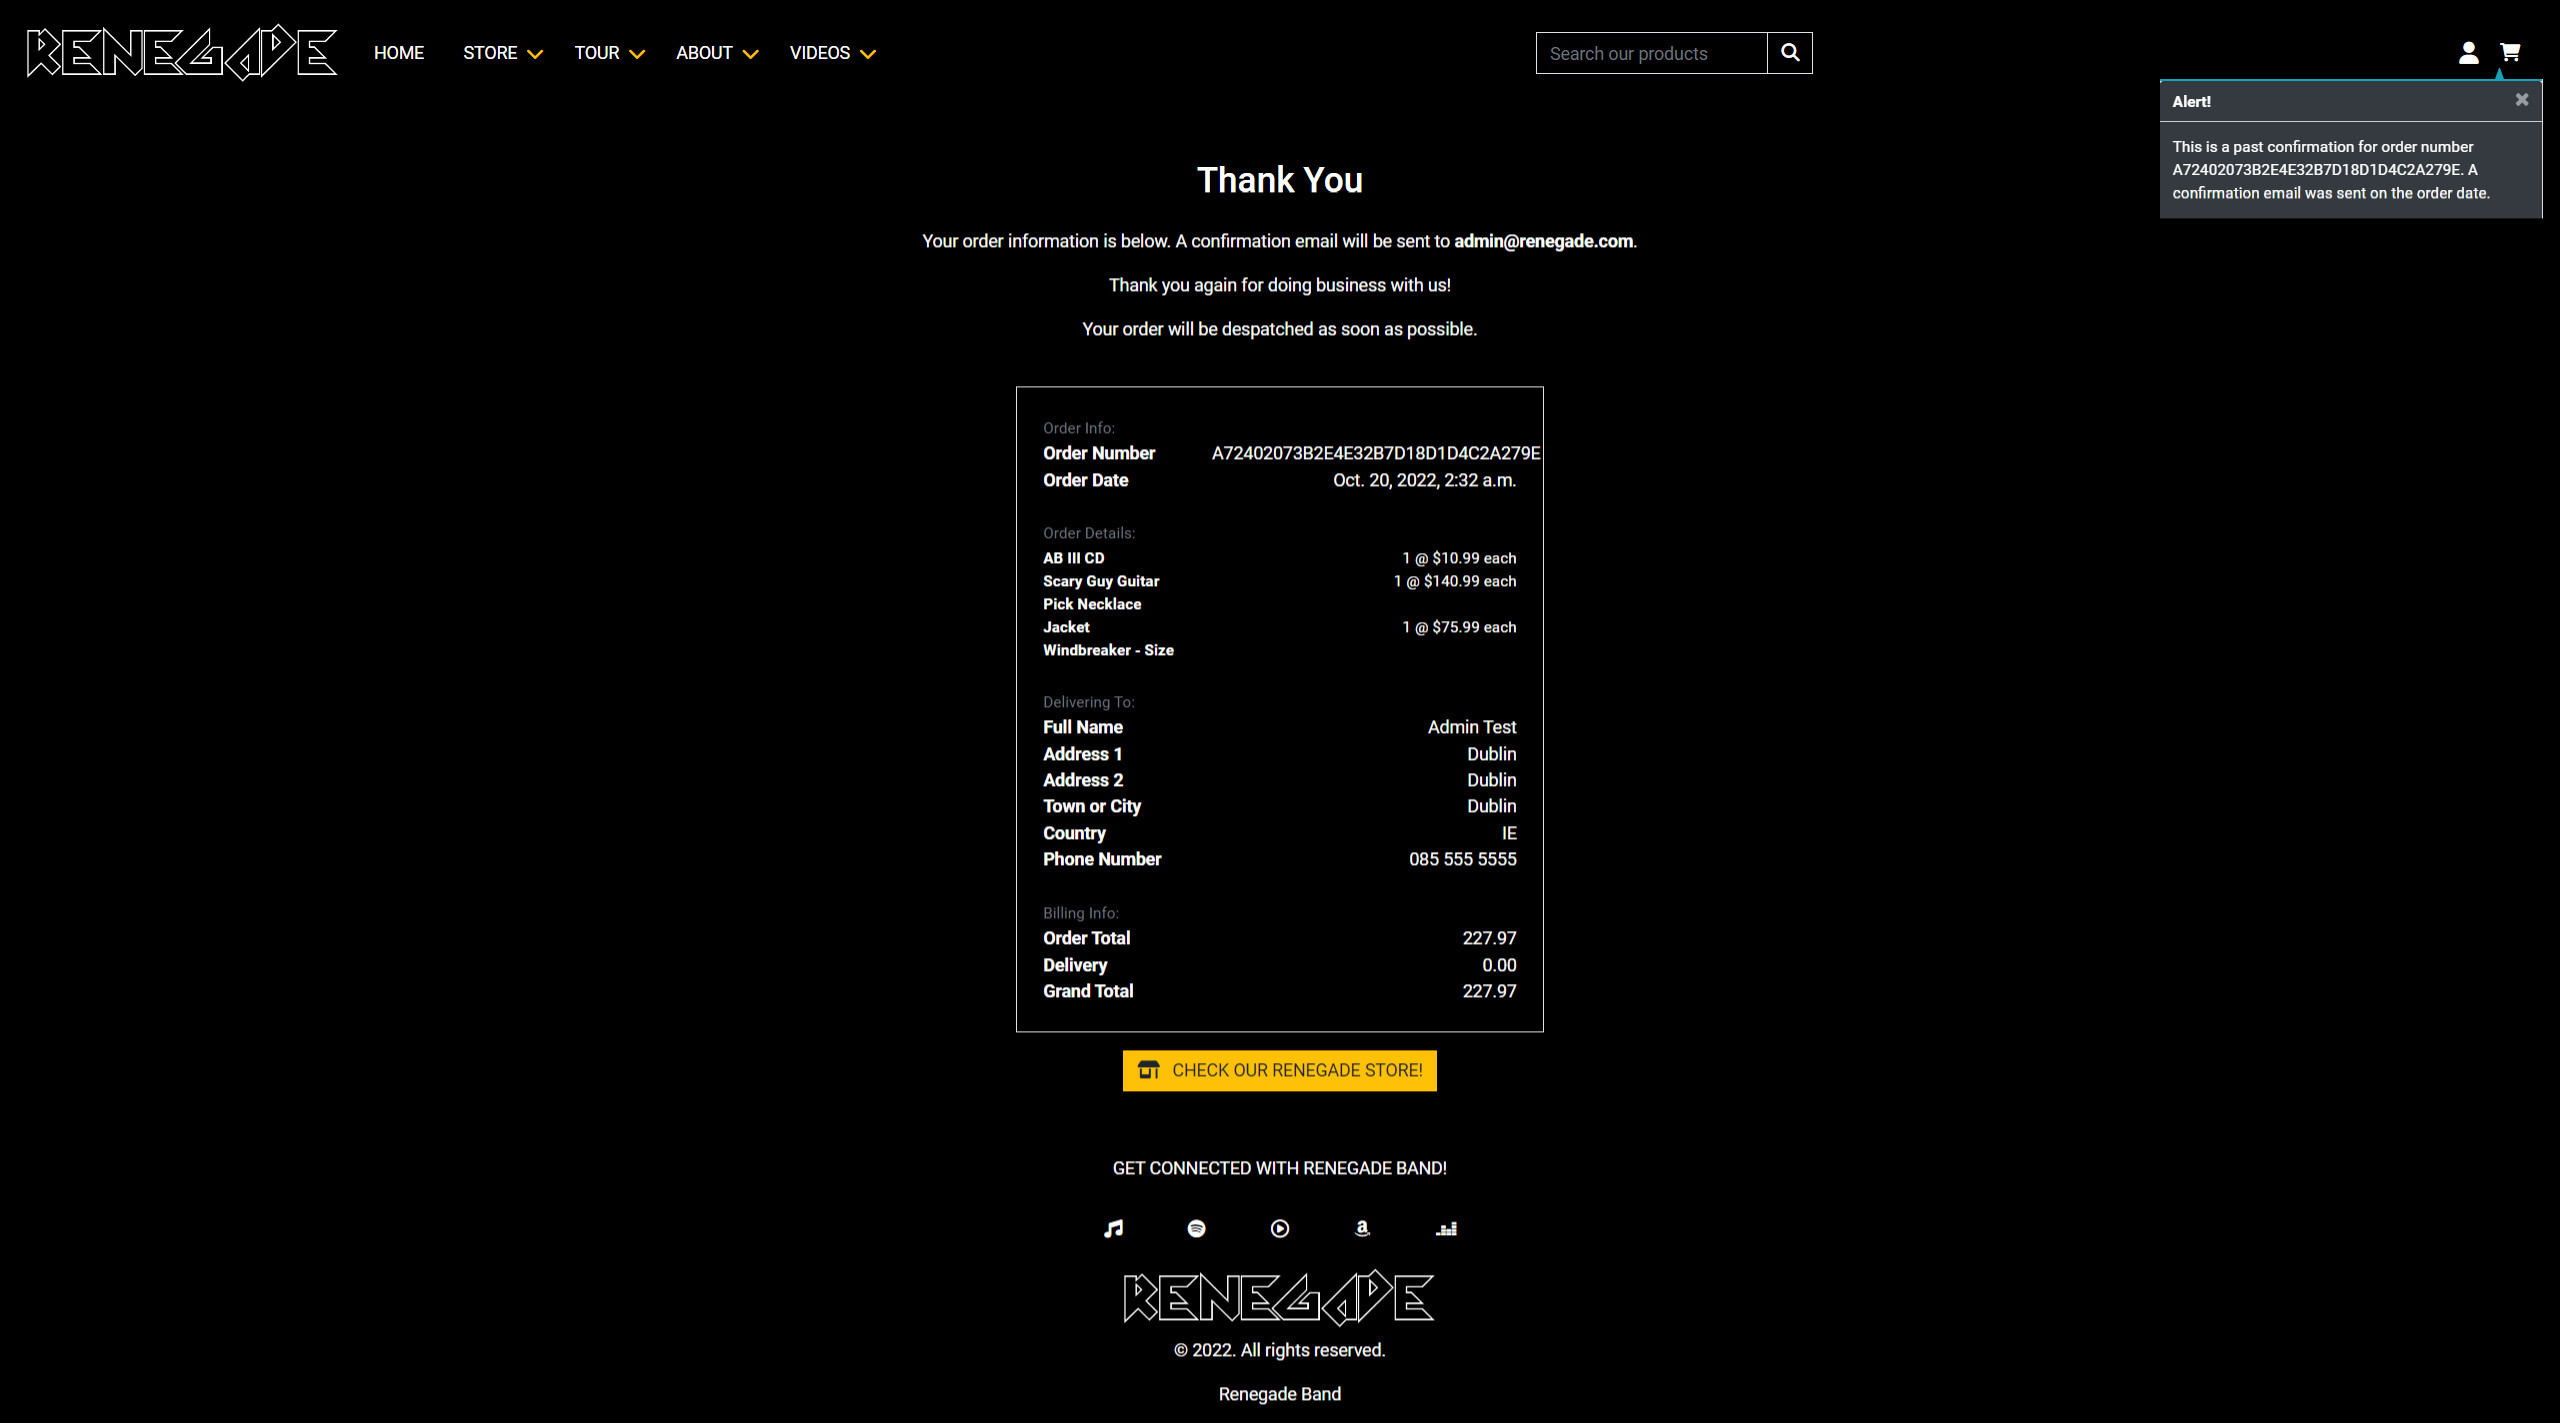 RENEGADE HOME STORE TOUR ABOUT VIDEOS Search our products
Alert!
This is a past confirmation for order number
A72402073B2E4E32B7D18D1D4C2A279E. A
confirmation email was sent on the order date.
Thank You
Your order information is below. A confirmation email will be sent to admin@renegade.com.
Thank you again for doing business with us!
Your order will be despatched as soon as possible.
Order Info:
Order Number A72402073B2E4E32B7D18D1D4C2A279E
Order Date Oct. 20, 2022, 2:32 a.m.
Order Details:
AB III CD 1 @ $10.99 each
Scary Guy Guitar 1 @ $140.99 each
Pick Necklace
Jacket 1 @ $75.99 each
Windbreaker - Size
Delivering To:
Full Name Admin Test
Address 1 Dublin
Address 2 Dublin
Town or City Dublin
Country IE
Phone Number 085 555 5555
Billing Info:
Order Total 227.97
Delivery 0.00
Grand Total 227.97
CHECK OUR RENEGADE STORE!
GET CONNECTED WITH RENEGADE BAND!
RENEGADE
© 2022. All rights reserved.
Renegade Band